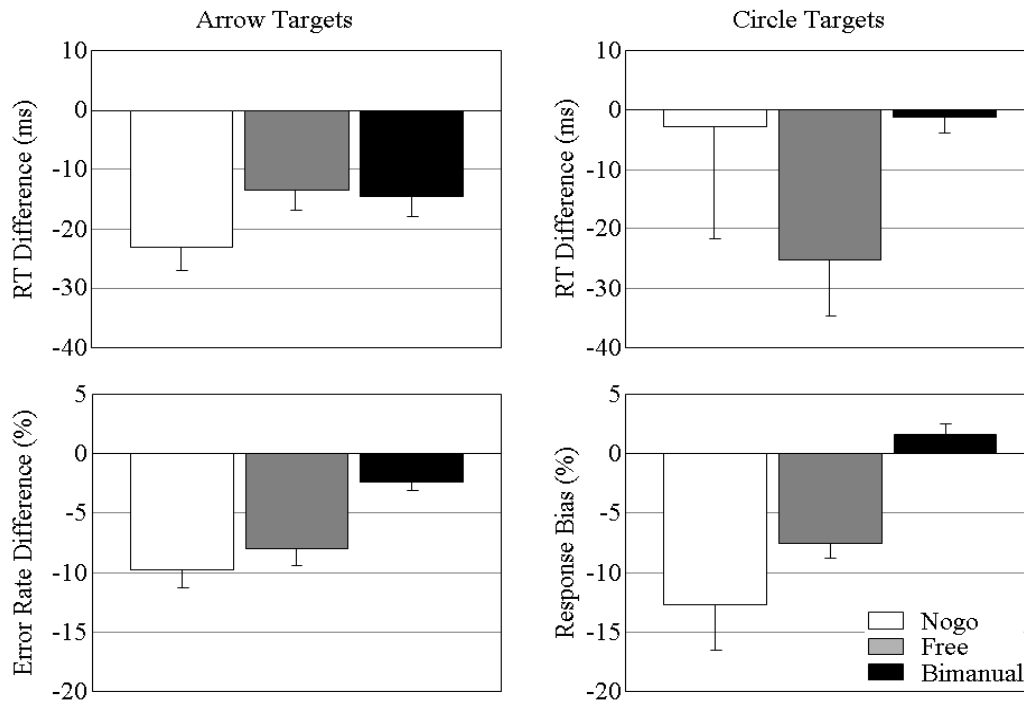 Arrow Targets
RT Difference (ms)
10
0
-10
-20
-30
-40
Circle Targets
RT Difference (ms)
10
0
-10
-20
-30
-40
Error Rate Difference (%)
5
0
-5
-10
-15
-20
Response Bias (%)
5
0
-5
-10
-15
-20
Nogo
Free
Bimanual